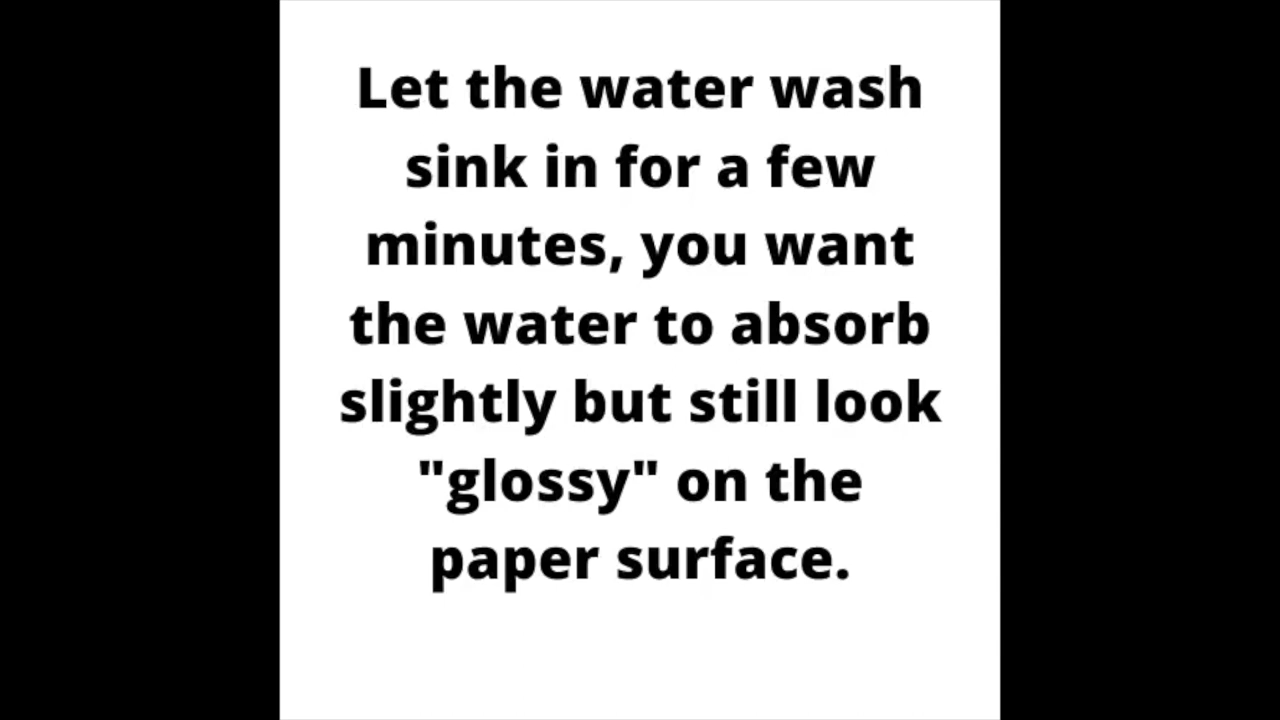 Let the water wash
sink in for a few
minutes, you want
the water to absorb
slightly but still look
"glossy" on the
paper surface.